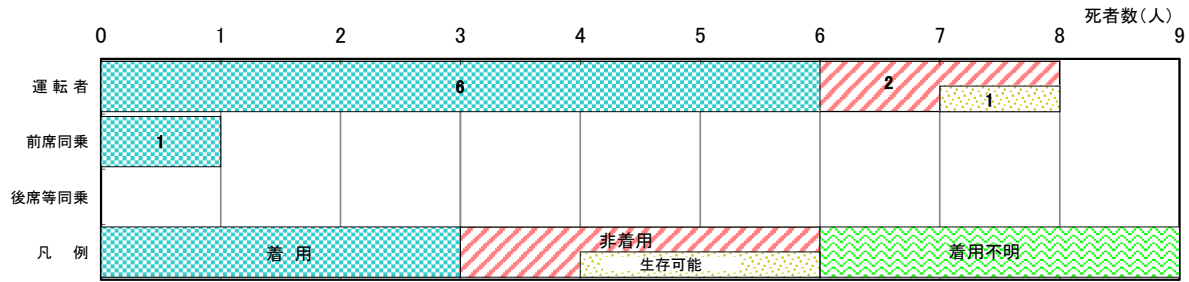 死者数（人）
0 1 2 3 4 5 6 7 8 9
運転者 6 2 1
前席同乗 1
後席等同乗
凡例 着用 非着用 生存可能 着用不明